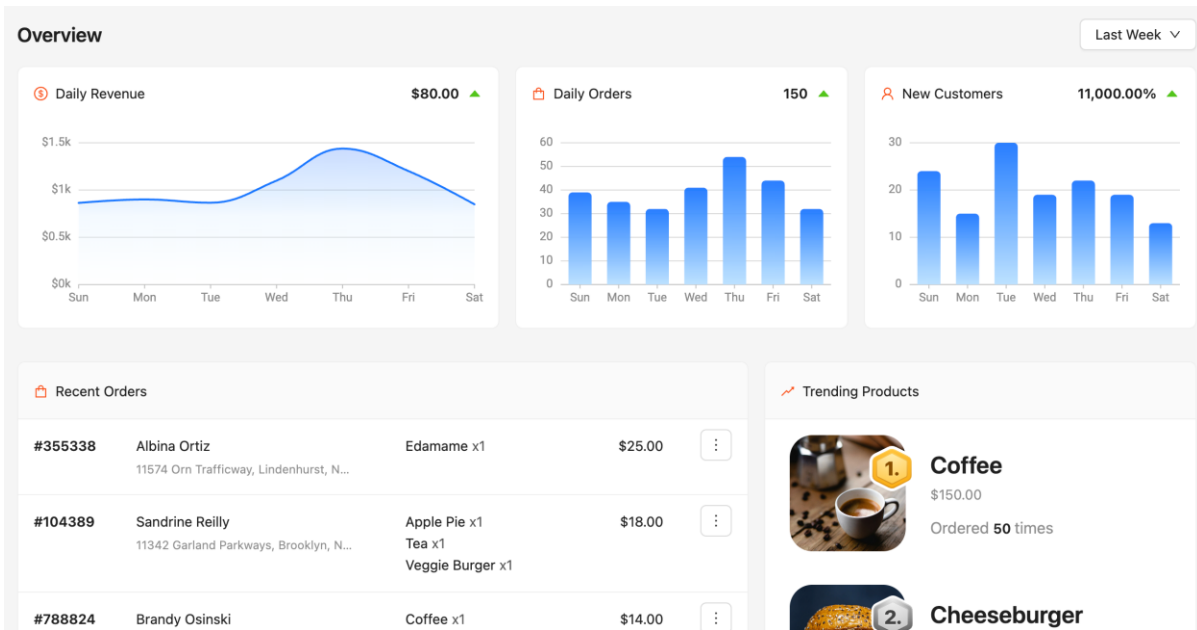 Overview
Last Week
Daily Revenue $80.00
$1.5k
$1k
$0.5k
$0k
Sun Mon Tue Wed Thu Fri Sat
Daily Orders 150
60
50
40
30
20
10
0
Sun Mon Tue Wed Thu Fri Sat
New Customers 11,000.00%
30
20
10
0
Sun Mon Tue Wed Thu Fri Sat
Recent Orders
#355338 Albina Ortiz Edamame x1 $25.00
11574 Orn Trafficway, Lindenhurst, N...
#104389 Sandrine Reilly Apple Pie x1 $18.00
11342 Garland Parkways, Brooklyn, N...
Tea x1
Veggie Burger x1
#788824 Brandy Osinski Coffee x1 $14.00
Trending Products
1.
Coffee
$150.00
Ordered 50 times
2.
Cheeseburger